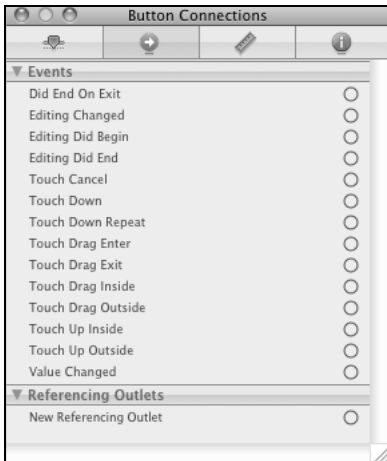 Button Connections
Events
Did End On Exit
Editing Changed
Editing Did Begin
Editing Did End
Touch Cancel
Touch Down
Touch Down Repeat
Touch Drag Enter
Touch Drag Exit
Touch Drag Inside
Touch Drag Outside
Touch Up Inside
Touch Up Outside
Value Changed
Referencing Outlets
New Referencing Outlet